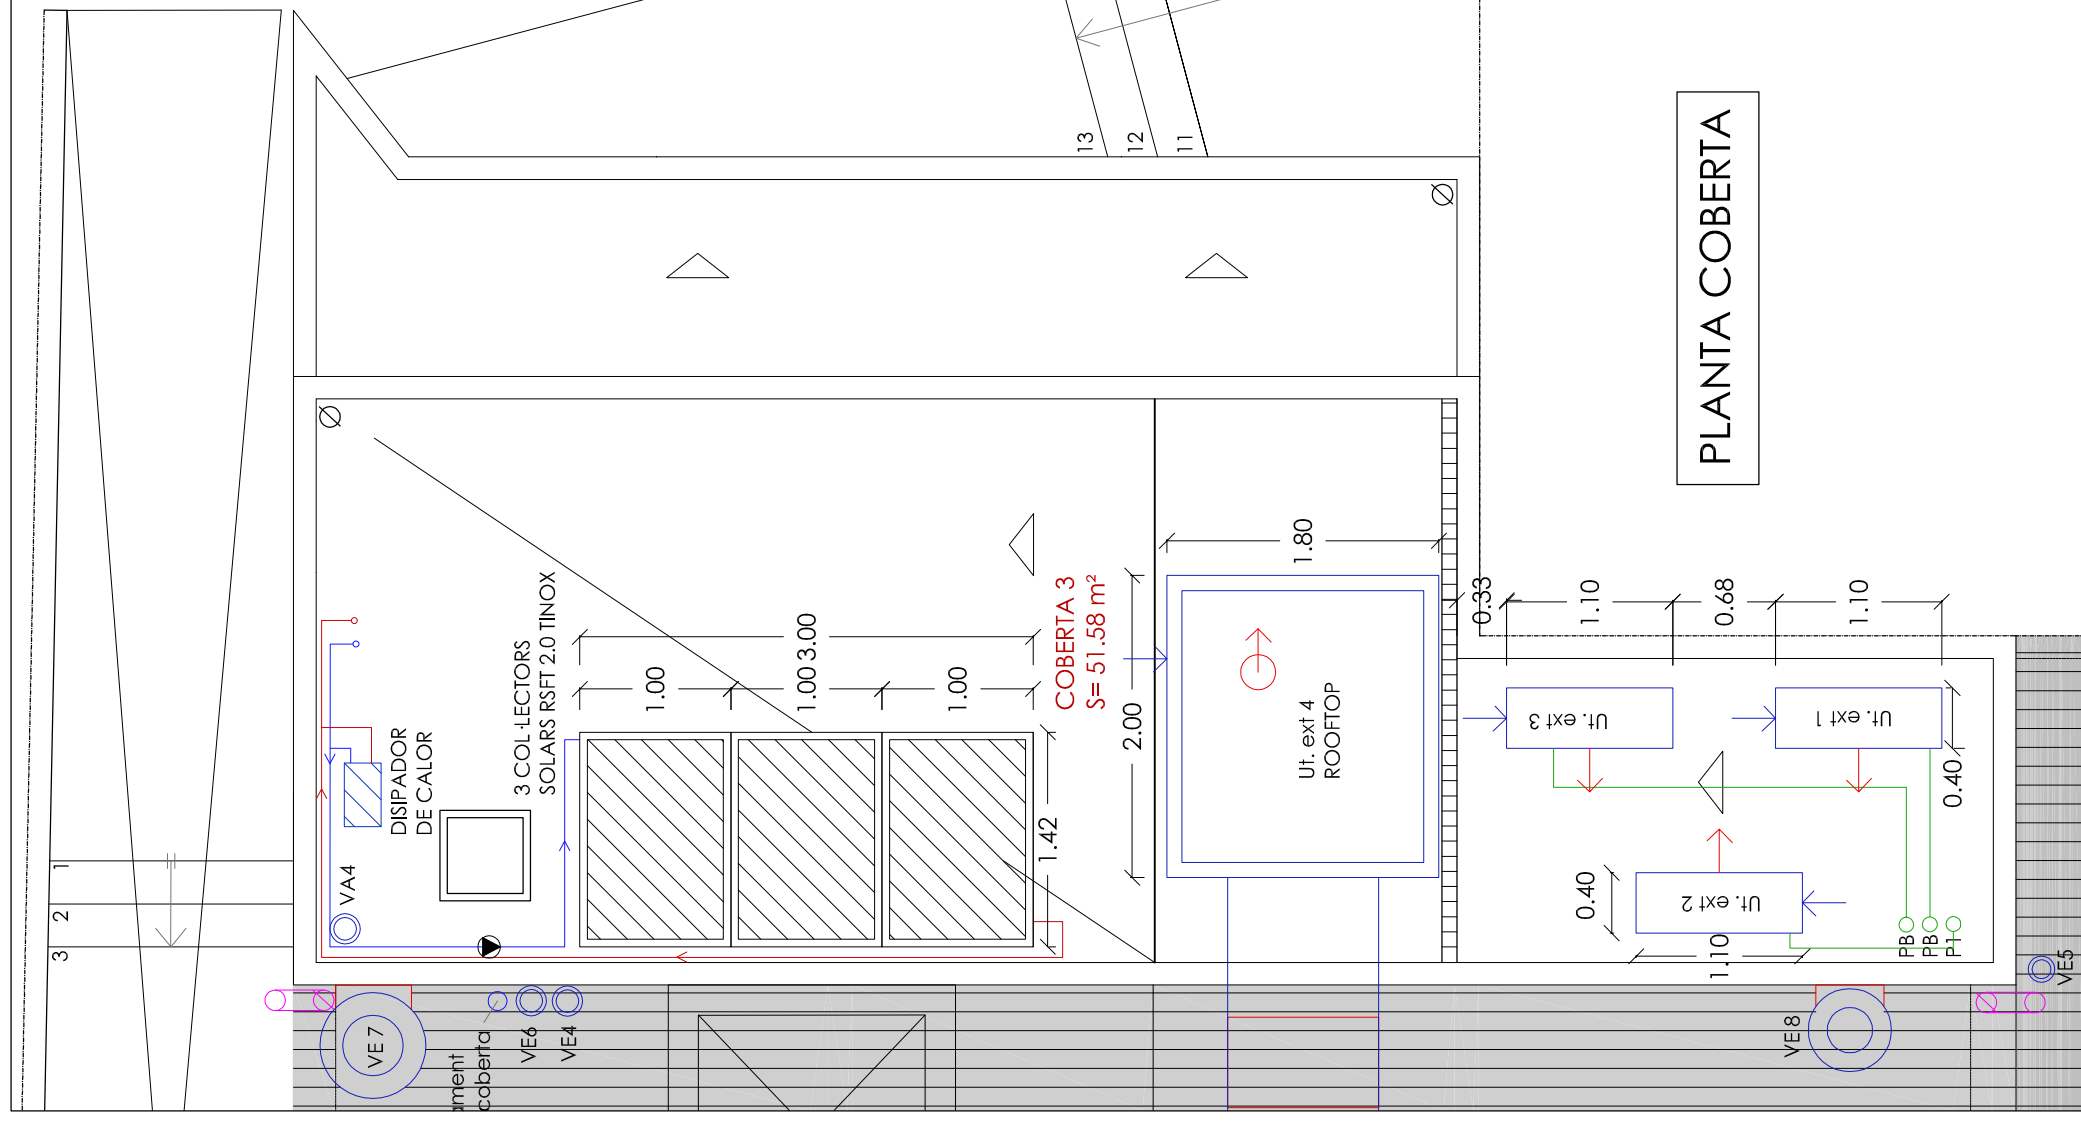 13
12
11
PLANTA COBERTA
1
2
3
VA4
DISIPADOR
DE CALOR
3 COL·LECTORS
SOLARS RSFT 2.0 TINOX
1.00
1.00
1.00
3.00
1.42
COBERTA 3
S= 51.58 m²
2.00
1.80
Ut. ext 4
ROOFTOP
0.33
1.10
0.68
1.10
Ut. ext 3
Ut. ext 1
0.40
0.40
Ut. ext 2
1.10
PB
PB
P1
VE 7
ament
coberta
VE6
VE4
VE8
VE5